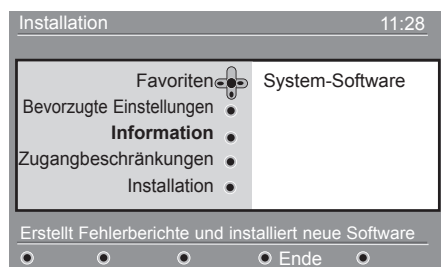 Installation 11:28
Favoriten System-Software
Bevorzugte Einstellungen
Information
Zugangbeschränkungen
Installation
Erstellt Fehlerberichte und installiert neue Software
Ende